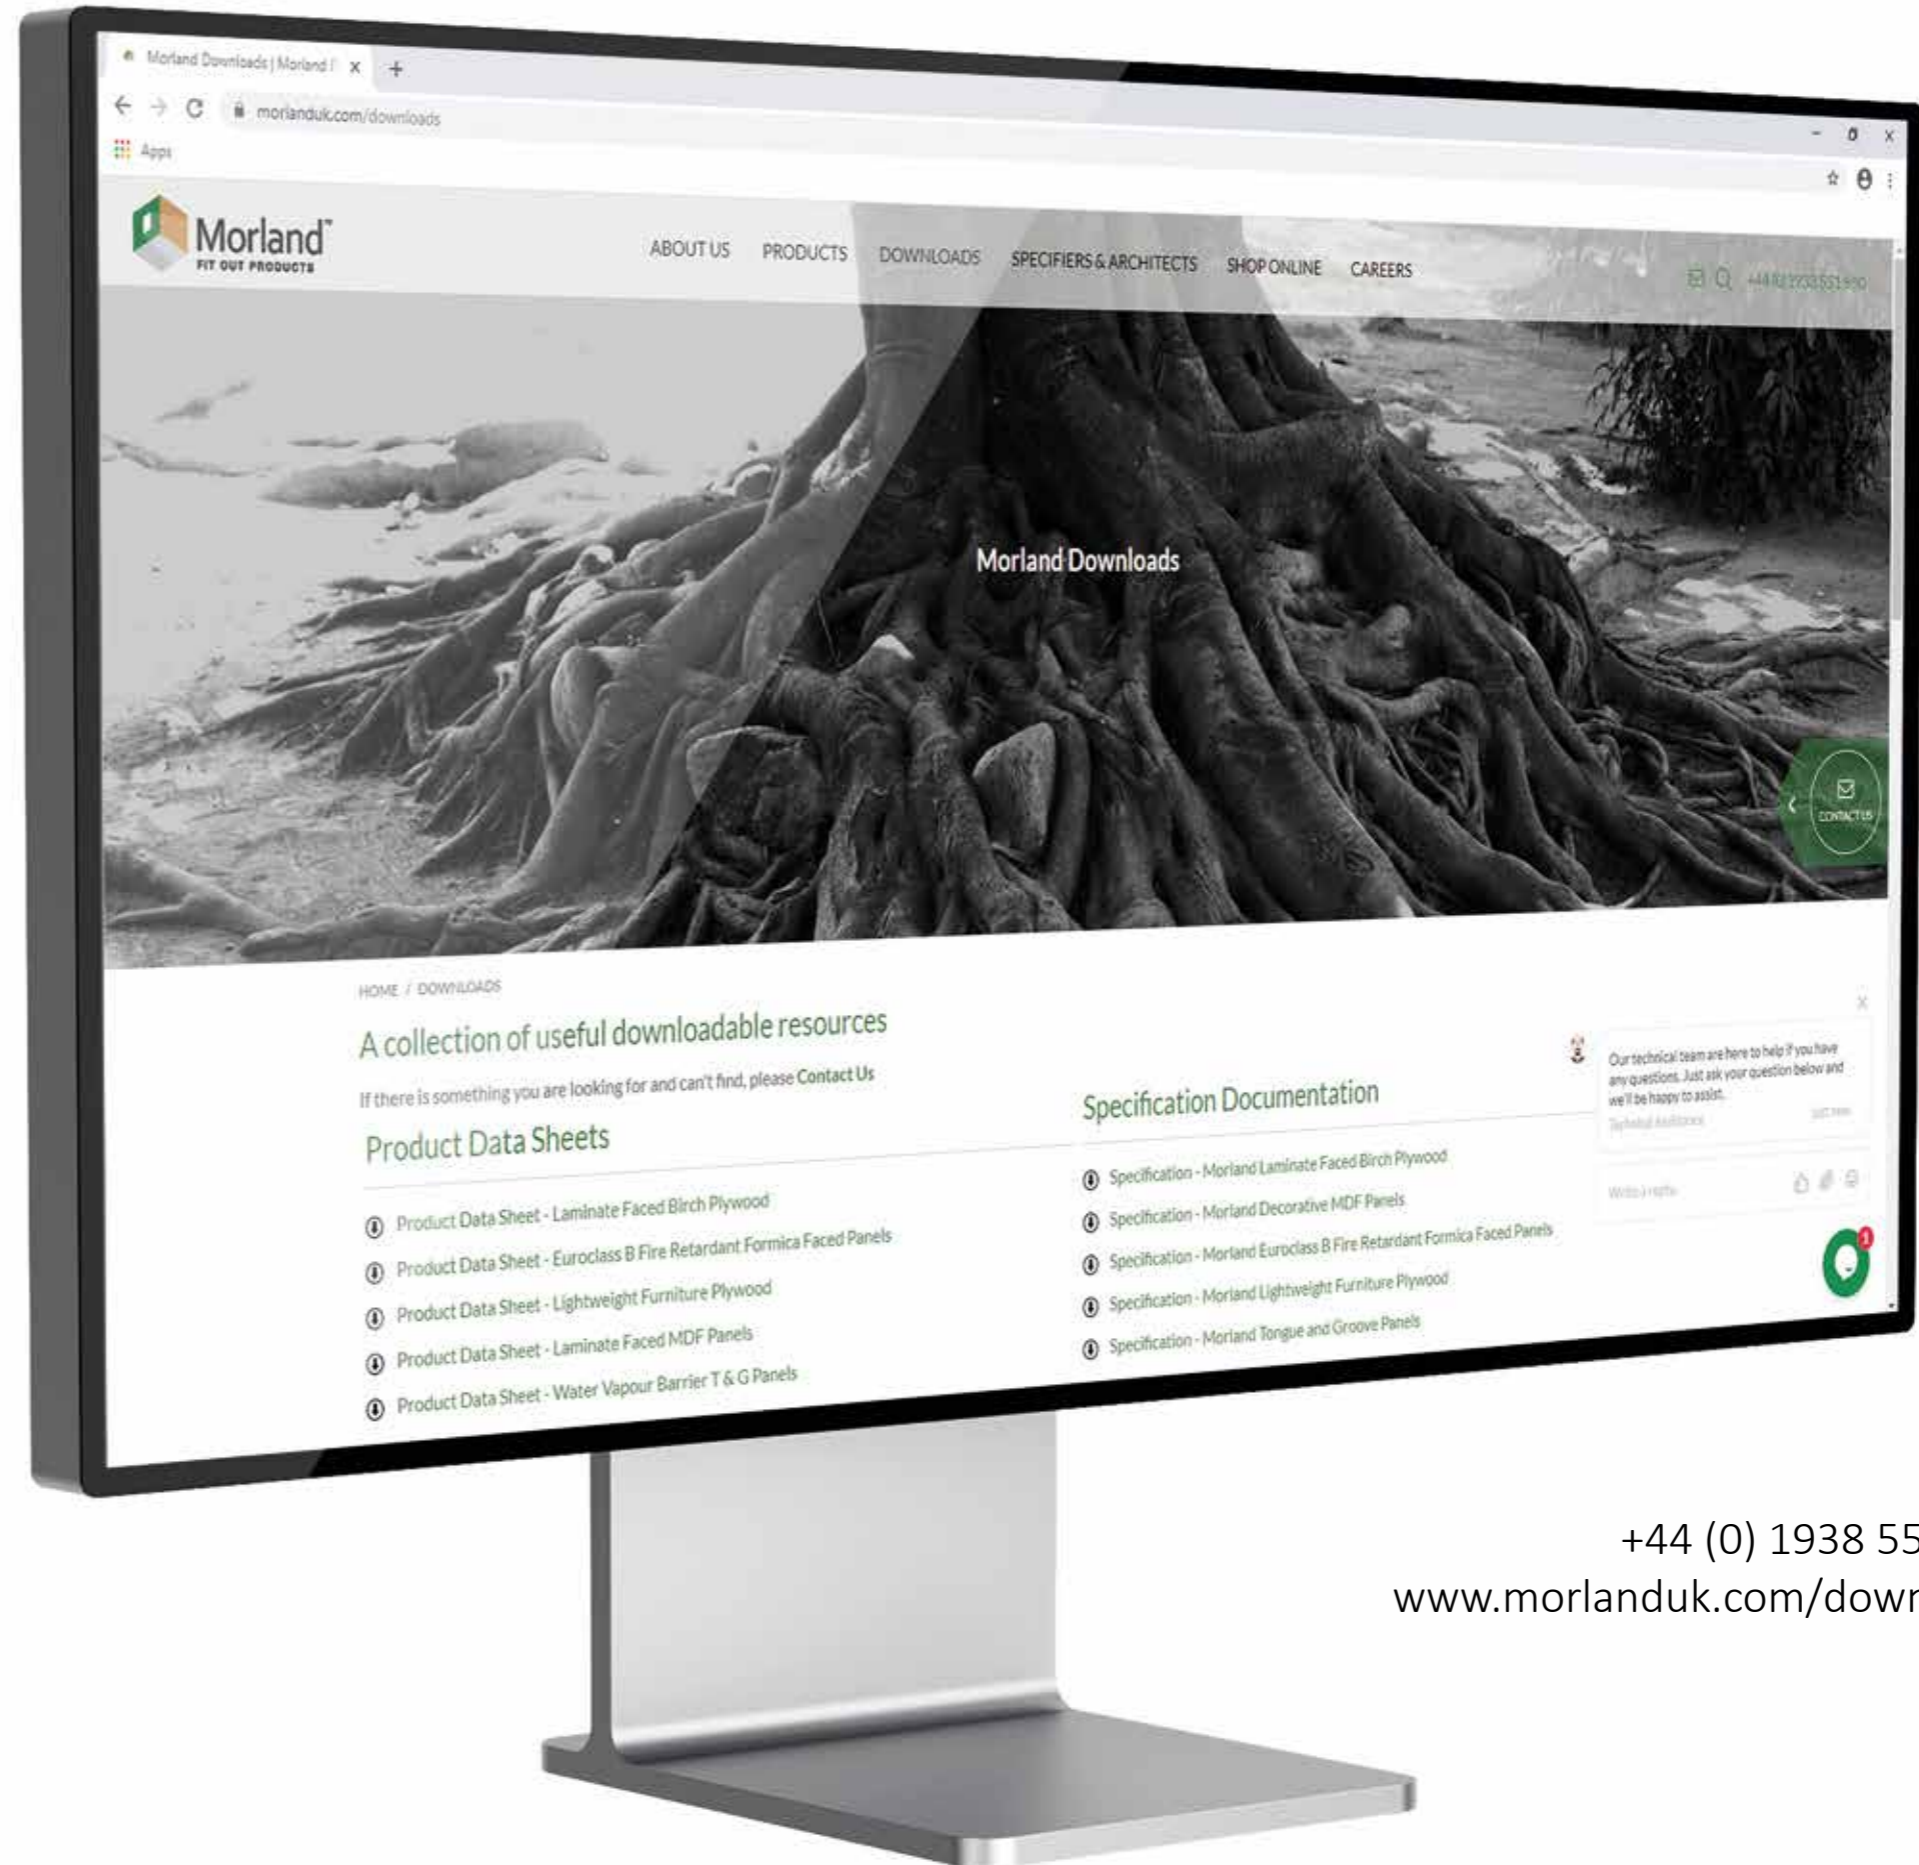 Morland Downloads | Morland
morlanduk.com/downloads
Apps
Morland™
FIT OUT PRODUCTS
ABOUT US PRODUCTS DOWNLOADS SPECIFIERS & ARCHITECTS SHOP ONLINE CAREERS
Morland Downloads
CONTACT US
HOME / DOWNLOADS
A collection of useful downloadable resources
If there is something you are looking for and can't find, please Contact Us
Product Data Sheets
Product Data Sheet - Laminate Faced Birch Plywood
Product Data Sheet - Euroclass B Fire Retardant Formica Faced Panels
Product Data Sheet - Lightweight Furniture Plywood
Product Data Sheet - Laminate Faced MDF Panels
Product Data Sheet - Water Vapour Barrier T & G Panels
Specification Documentation
Specification - Morland Laminate Faced Birch Plywood
Specification - Morland Decorative MDF Panels
Specification - Morland Euroclass B Fire Retardant Formica Faced Panels
Specification - Morland Lightweight Furniture Plywood
Specification - Morland Tongue and Groove Panels
Our technical team are here to help if you have
any questions. Just ask your question below and
we'll be happy to assist.
1
+44 (0) 1938 55
www.morlanduk.com/down